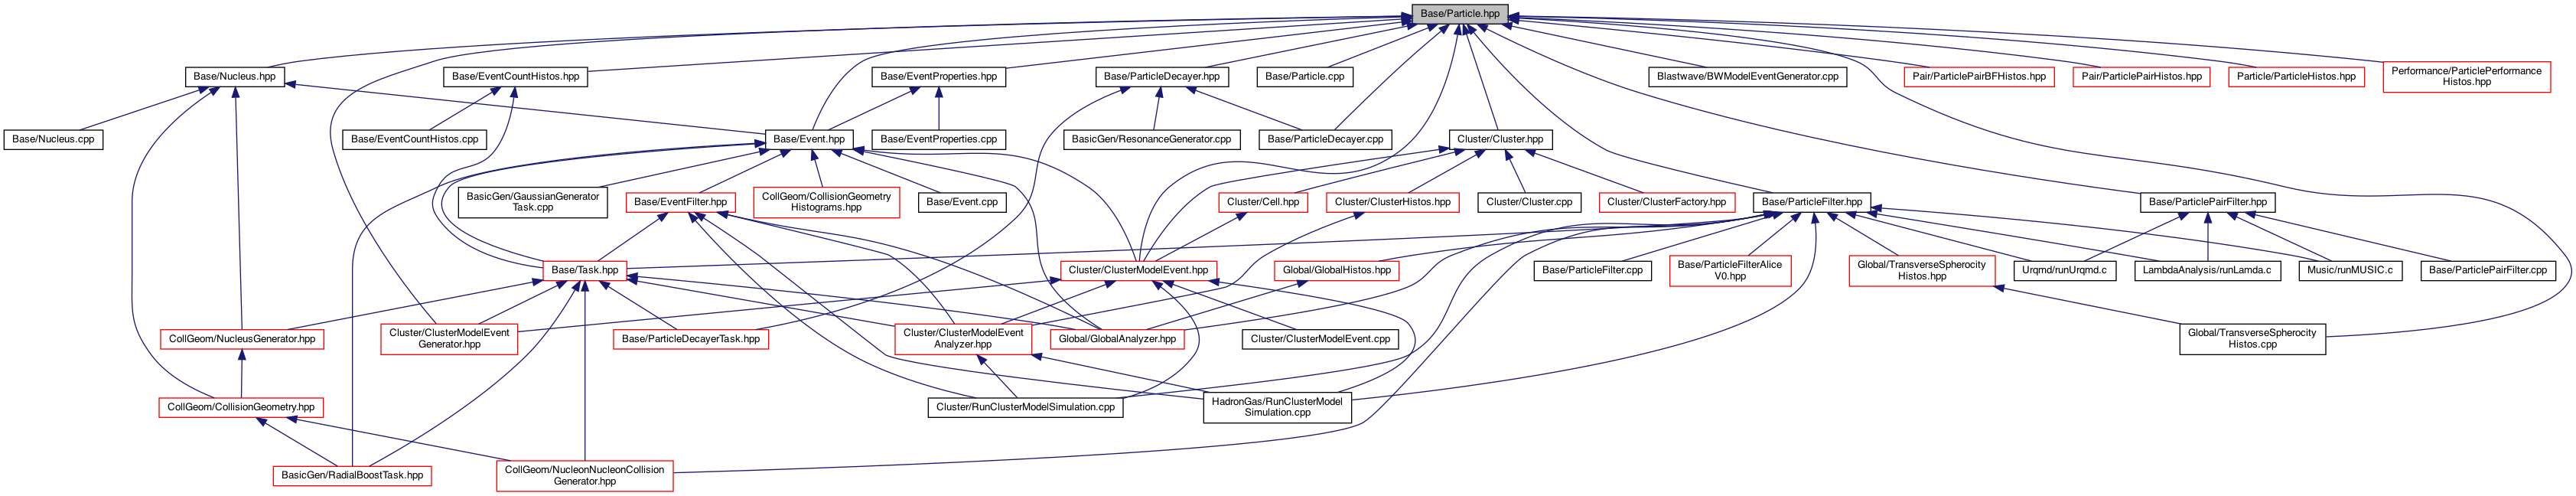 Base/Particle.hpp
Base/Nucleus.hpp
Base/EventCountHistos.hpp
Base/EventProperties.hpp
Base/ParticleDecayer.hpp
Base/Particle.cpp
Blastwave/BWModelEventGenerator.cpp
Pair/ParticlePairBFHistos.hpp
Pair/ParticlePairHistos.hpp
Particle/ParticleHistos.hpp
Performance/ParticlePerformance
Histos.hpp
Base/Nucleus.cpp
Base/EventCountHistos.cpp
Base/Event.hpp
Base/EventProperties.cpp
BasicGen/ResonanceGenerator.cpp
Base/ParticleDecayer.cpp
Cluster/Cluster.hpp
BasicGen/GaussianGenerator
Task.cpp
Base/EventFilter.hpp
CollGeom/CollisionGeometry
Histograms.hpp
Base/Event.cpp
Cluster/Cell.hpp
Cluster/ClusterHistos.hpp
Cluster/Cluster.cpp
Cluster/ClusterFactory.hpp
Base/ParticleFilter.hpp
Base/ParticlePairFilter.hpp
Base/Task.hpp
Cluster/ClusterModelEvent.hpp
Global/GlobalHistos.hpp
Base/ParticleFilter.cpp
Base/ParticleFilterAlice
V0.hpp
Global/TransverseSpherocity
Histos.hpp
Urqmd/runUrqmd.c
LambdaAnalysis/runLamda.c
Music/runMUSIC.c
Base/ParticlePairFilter.cpp
CollGeom/NucleusGenerator.hpp
Cluster/ClusterModelEvent
Generator.hpp
Base/ParticleDecayerTask.hpp
Cluster/ClusterModelEvent
Analyzer.hpp
Global/GlobalAnalyzer.hpp
Cluster/ClusterModelEvent.cpp
Global/TransverseSpherocity
Histos.cpp
CollGeom/CollisionGeometry.hpp
Cluster/RunClusterModelSimulation.cpp
HadronGas/RunClusterModel
Simulation.cpp
BasicGen/RadialBoostTask.hpp
CollGeom/NucleonNucleonCollision
Generator.hpp